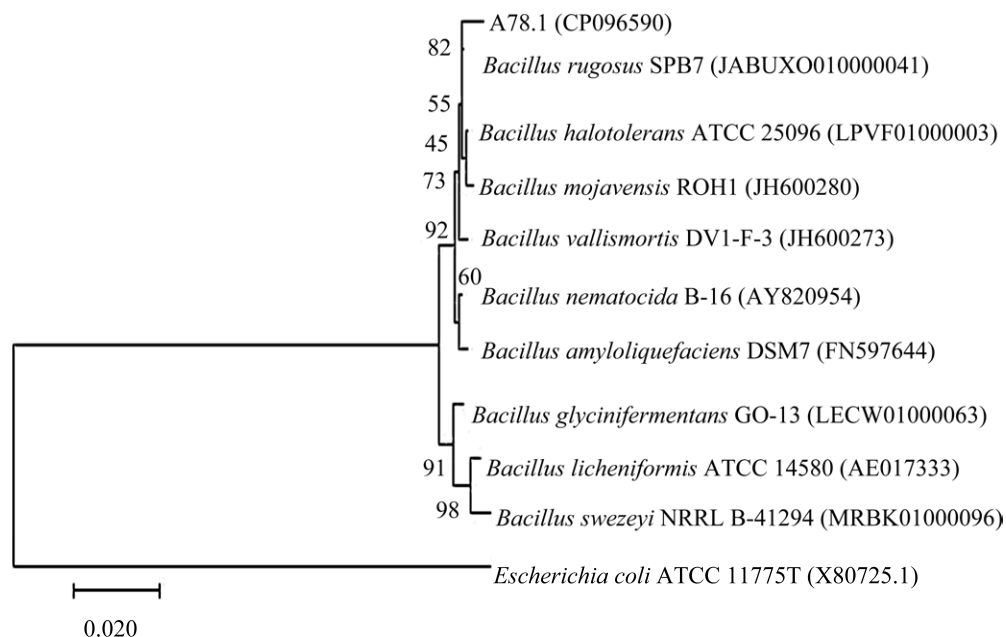 A78.1 (CP096590)
82
Bacillus rugosus SPB7 (JABUXO010000041)
55
Bacillus halotolerans ATCC 25096 (LPVF01000003)
45
73
Bacillus mojavensis ROH1 (JH600280)
92
Bacillus vallismortis DV1-F-3 (JH600273)
60
Bacillus nematocida B-16 (AY820954)
Bacillus amyloliquefaciens DSM7 (FN597644)
Bacillus glycinifermentans GO-13 (LECW01000063)
91
Bacillus licheniformis ATCC 14580 (AE017333)
98
Bacillus swezeyi NRRL B-41294 (MRBK01000096)
Escherichia coli ATCC 11775T (X80725.1)
0.020